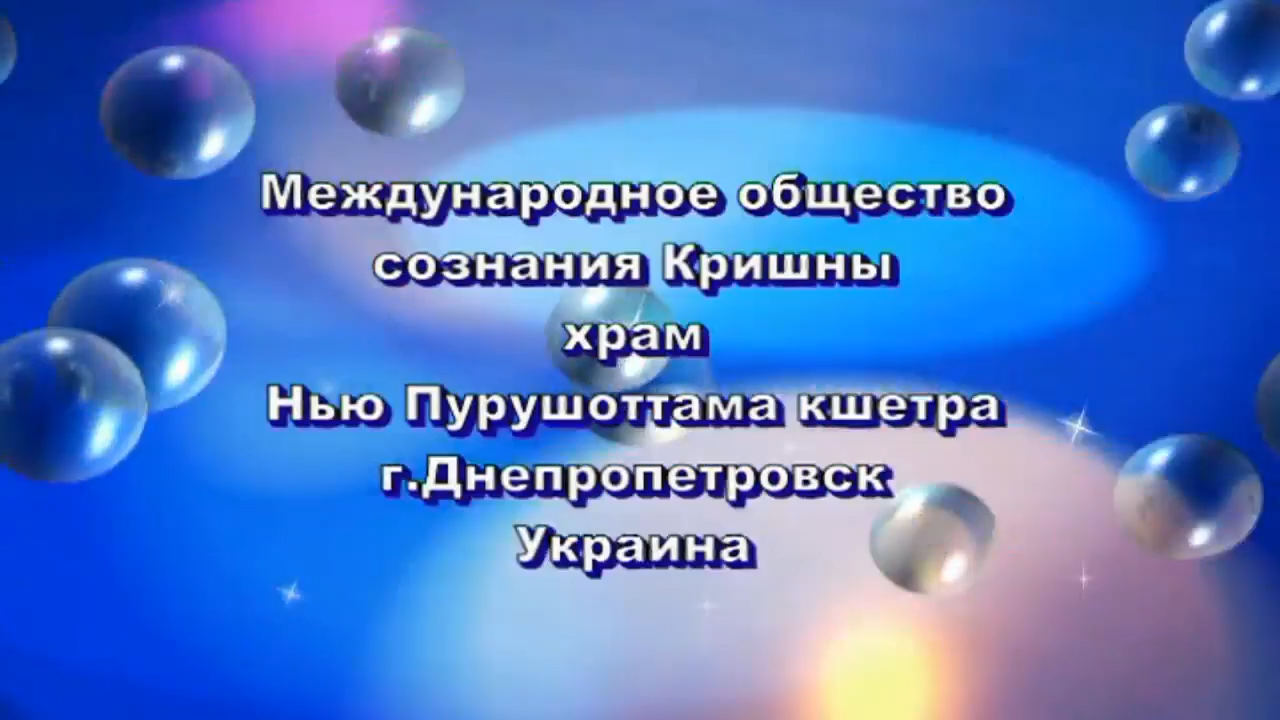 Международное общество
сознания Кришны
храм
Нью Пурушоттама кшетра
г.Днепропетровск
Украина